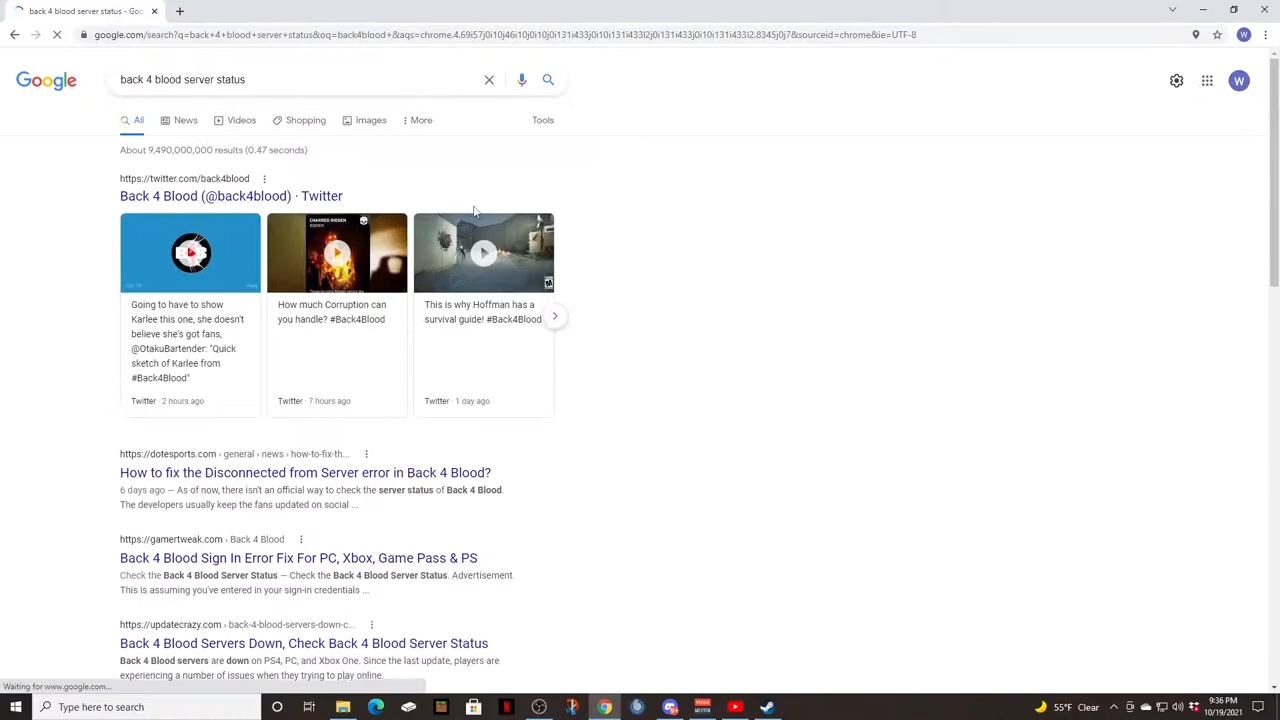 back 4 blood server status - Goo
google.com/search?q=back+4+blood+server+status&oq=back4blood+&aqs=chrome.4.69i57j0i10j46i10j0i10j0i131i433j0i10i131i433l2j0i131i433j0i10i131i433l2.8345j0j7&sourceid=chrome&ie=UTF-8
W
Google
back 4 blood server status
W
All
News
Videos
Shopping
Images
More
Tools
About 9,490,000,000 results (0.47 seconds)
https://twitter.com/back4blood
Back 4 Blood (@back4blood) · Twitter
CHARRED RIDDEN
RIDDEN
Going to have to show
Karlee this one, she doesn't
believe she's got fans,
@OtakuBartender: "Quick
sketch of Karlee from
#Back4Blood"
Twitter · 2 hours ago
How much Corruption can
you handle? #Back4Blood
Twitter · 7 hours ago
This is why Hoffman has a
survival guide! #Back4Blood
Twitter · 1 day ago
https://dotesports.com › general › news › how-to-fix-th...
How to fix the Disconnected from Server error in Back 4 Blood?
6 days ago — As of now, there isn't an official way to check the server status of Back 4 Blood.
The developers usually keep the fans updated on social ...
https://gamertweak.com › Back 4 Blood
Back 4 Blood Sign In Error Fix For PC, Xbox, Game Pass & PS
Check the Back 4 Blood Server Status — Check the Back 4 Blood Server Status. Advertisement.
This is assuming you've entered in your sign-in credentials ...
https://updatecrazy.com › back-4-blood-servers-down-c...
Back 4 Blood Servers Down, Check Back 4 Blood Server Status
Back 4 Blood servers are down on PS4, PC, and Xbox One. Since the last update, players are
experiencing a number of issues when they trying to play online.
Waiting for www.google.com...
Type here to search
55°F Clear
9:36 PM
10/19/2021